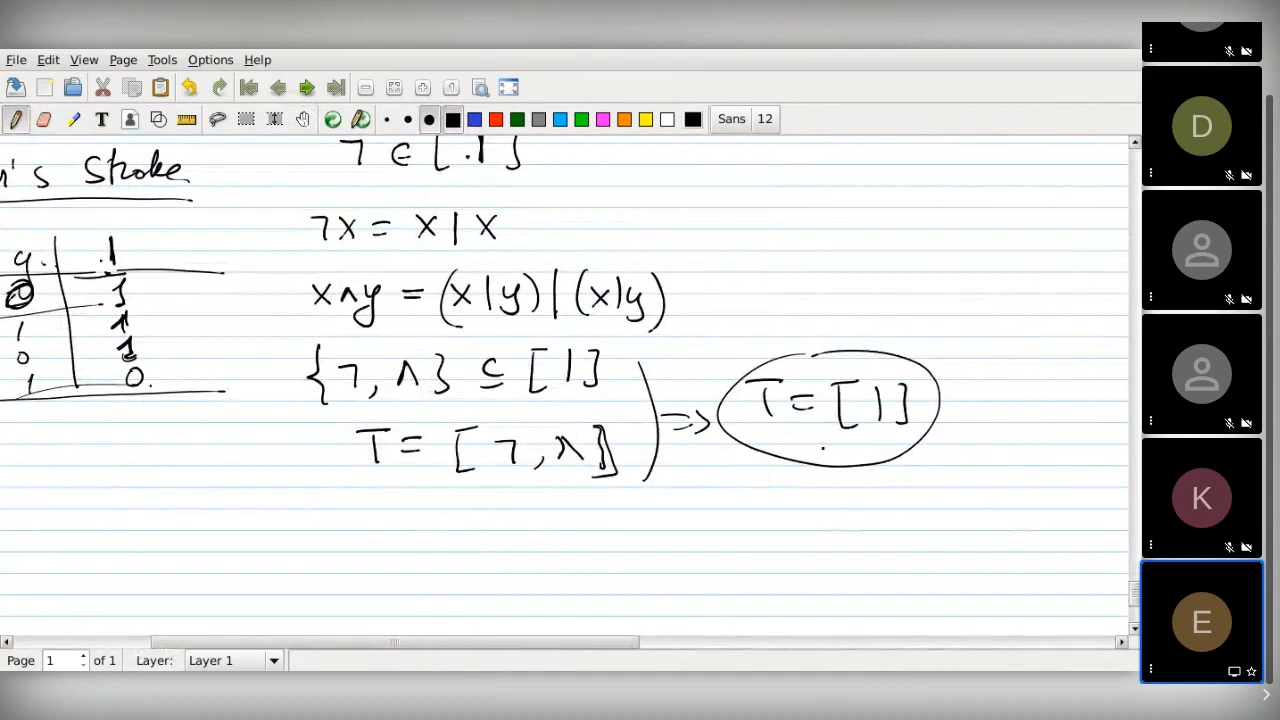 File Edit View Page Tools Options Help
Sans 12
's Stroke
¬ ∈ [ | ]
y |
0 1
1 1
0 1
1 0
¬x = x | x
x∧y = (x|y) | (x|y)
{¬, ∧} ⊆ [|]
T = [¬, ∧]
⇒ T = [|]
D
K
E
Page 1 of 1 Layer: Layer 1